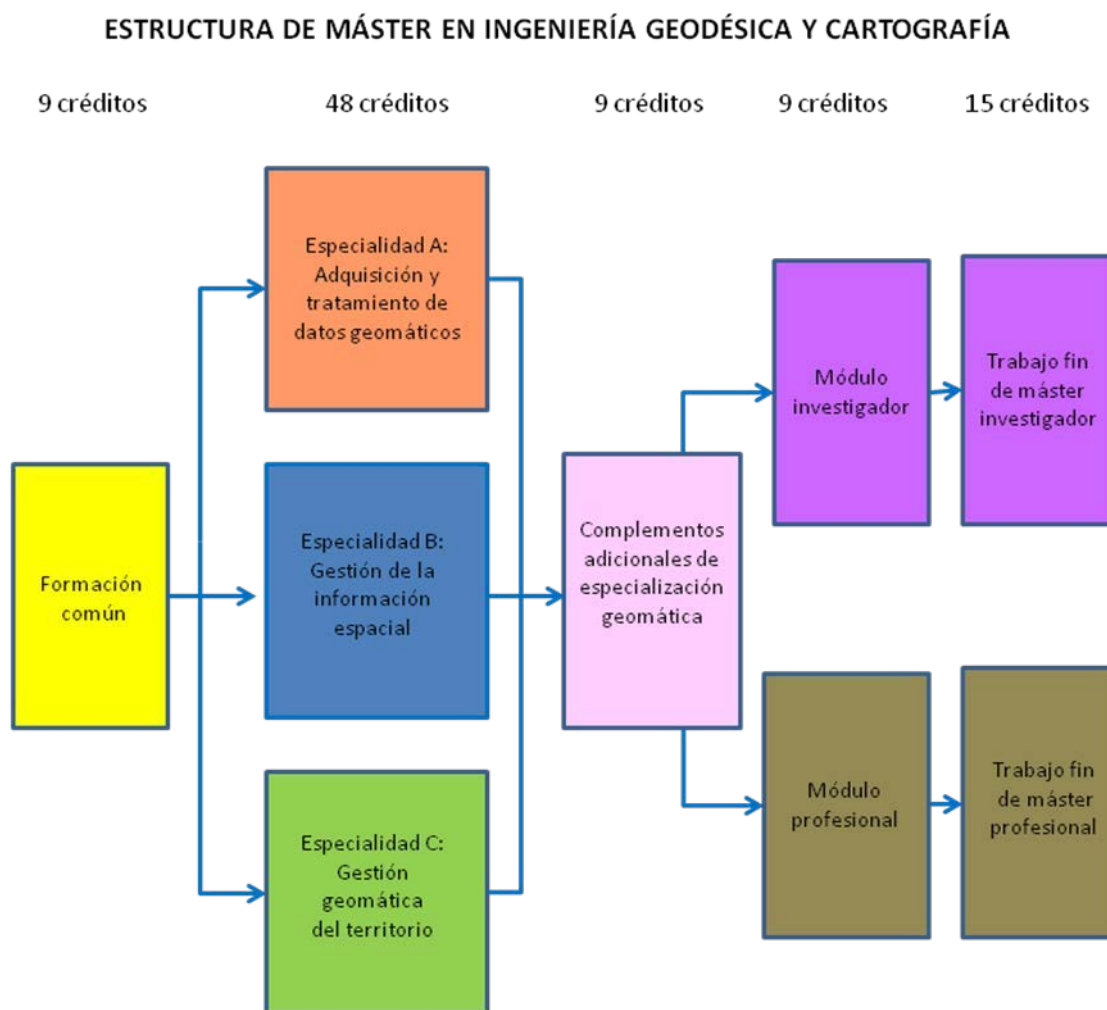 ESTRUCTURA DE MÁSTER EN INGENIERÍA GEODÉSICA Y CARTOGRAFÍA
9 créditos
48 créditos
9 créditos
9 créditos
15 créditos
Formación
común
Especialidad A:
Adquisición y
tratamiento de
datos geomáticos
Especialidad B:
Gestión de la
información
espacial
Especialidad C:
Gestión
geomática
del territorio
Complementos
adicionales de
especialización
geomática
Módulo
investigador
Trabajo fin
de máster
investigador
Módulo
profesional
Trabajo fin
de máster
profesional